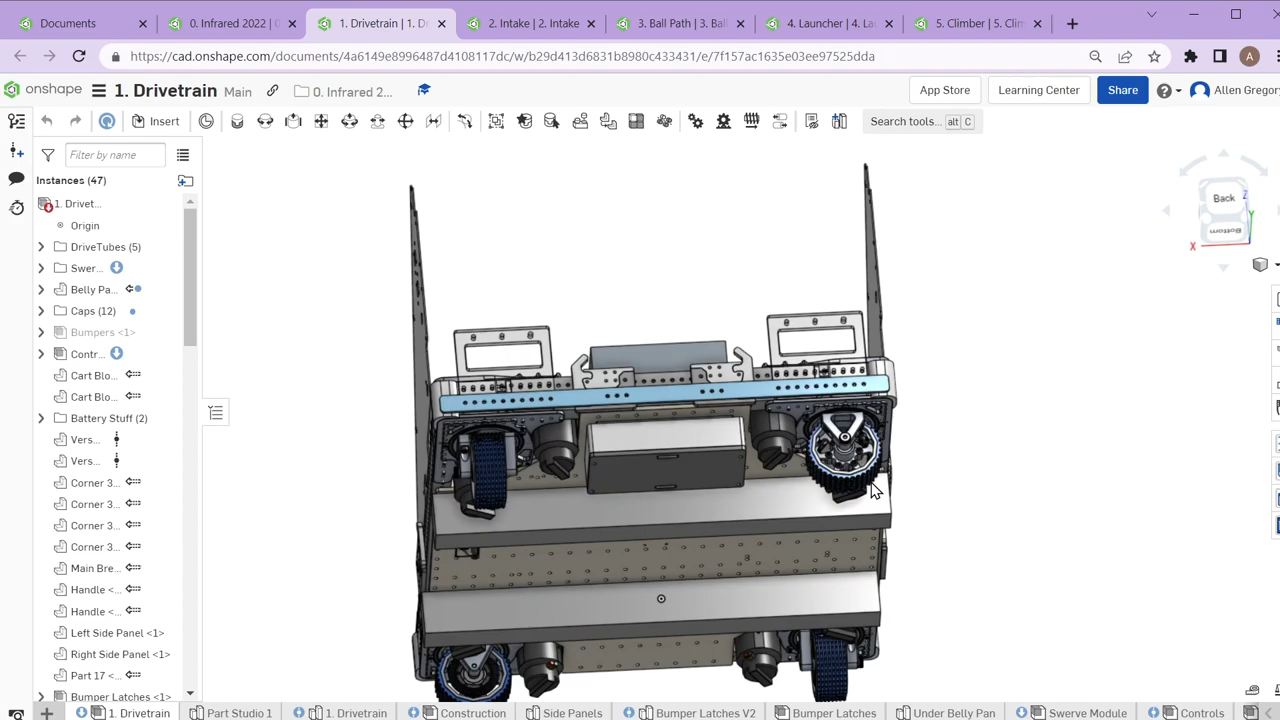 Documents
0. Infrared 2022
1. Drivetrain | 1. D
2. Intake | 2. Intake
3. Ball Path | 3. Ball
4. Launcher | 4. Lau
5. Climber | 5. Clim
https://cad.onshape.com/documents/4a6149e8996487d4108117dc/w/b29d413d6831b8980c433431/e/7f157ac1635e03ee97525dda
A
onshape
1. Drivetrain Main
0. Infrared 2...
App Store
Learning Center
Share
Allen Gregory
Insert
Search tools... alt C
Filter by name
Instances (47)
1. Drivet...
Origin
DriveTubes (5)
Swer...
Belly Pa...
Caps (12)
Bumpers <1>
Contr...
Cart Blo...
Cart Blo...
Battery Stuff (2)
Vers...
Vers...
Corner 3...
Corner 3...
Corner 3...
Corner 3...
Main Bre...
Handle <...
Handle <...
Left Side Panel <1>
Right Side Panel <1>
Part 17 <...
Bumper
Back
Bottom
Z
Y
X
1. Drivetrain
Part Studio
1. Drivetrain
Construction
Side Panels
Bumper Latches V2
Bumper Latches
Under Belly Pan
Swerve Module
Controls